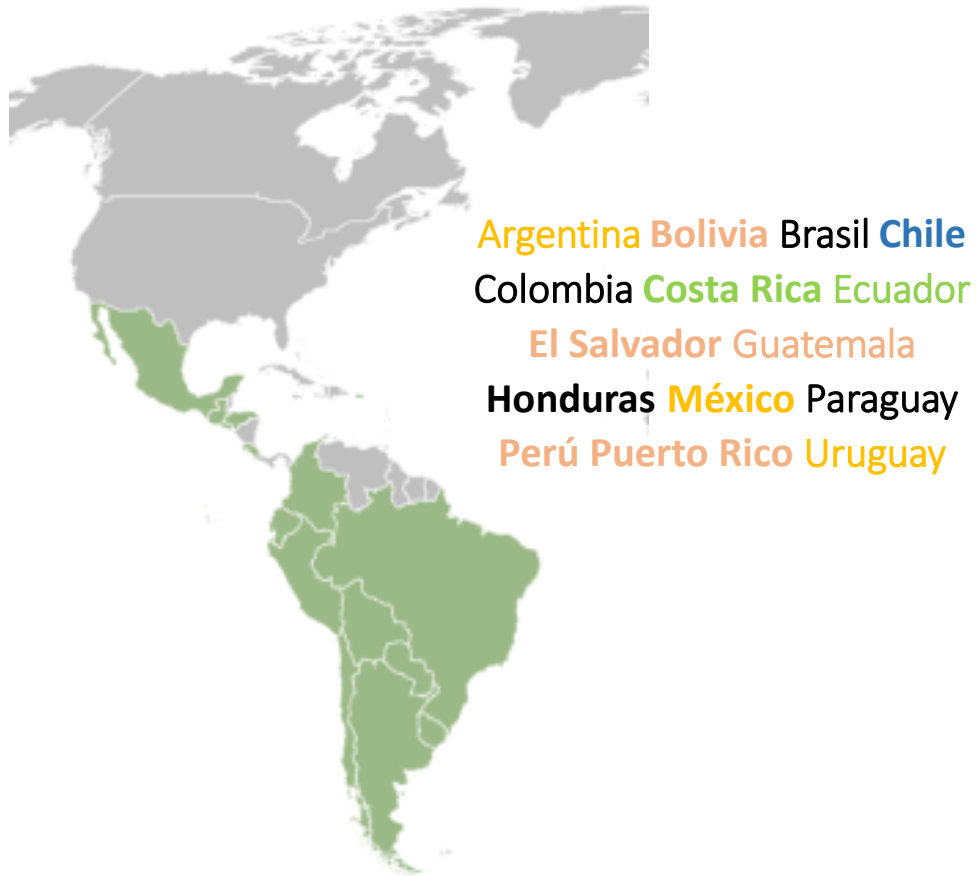 Argentina Bolivia Brasil Chile
Colombia Costa Rica Ecuador
El Salvador Guatemala
Honduras México Paraguay
Perú Puerto Rico Uruguay